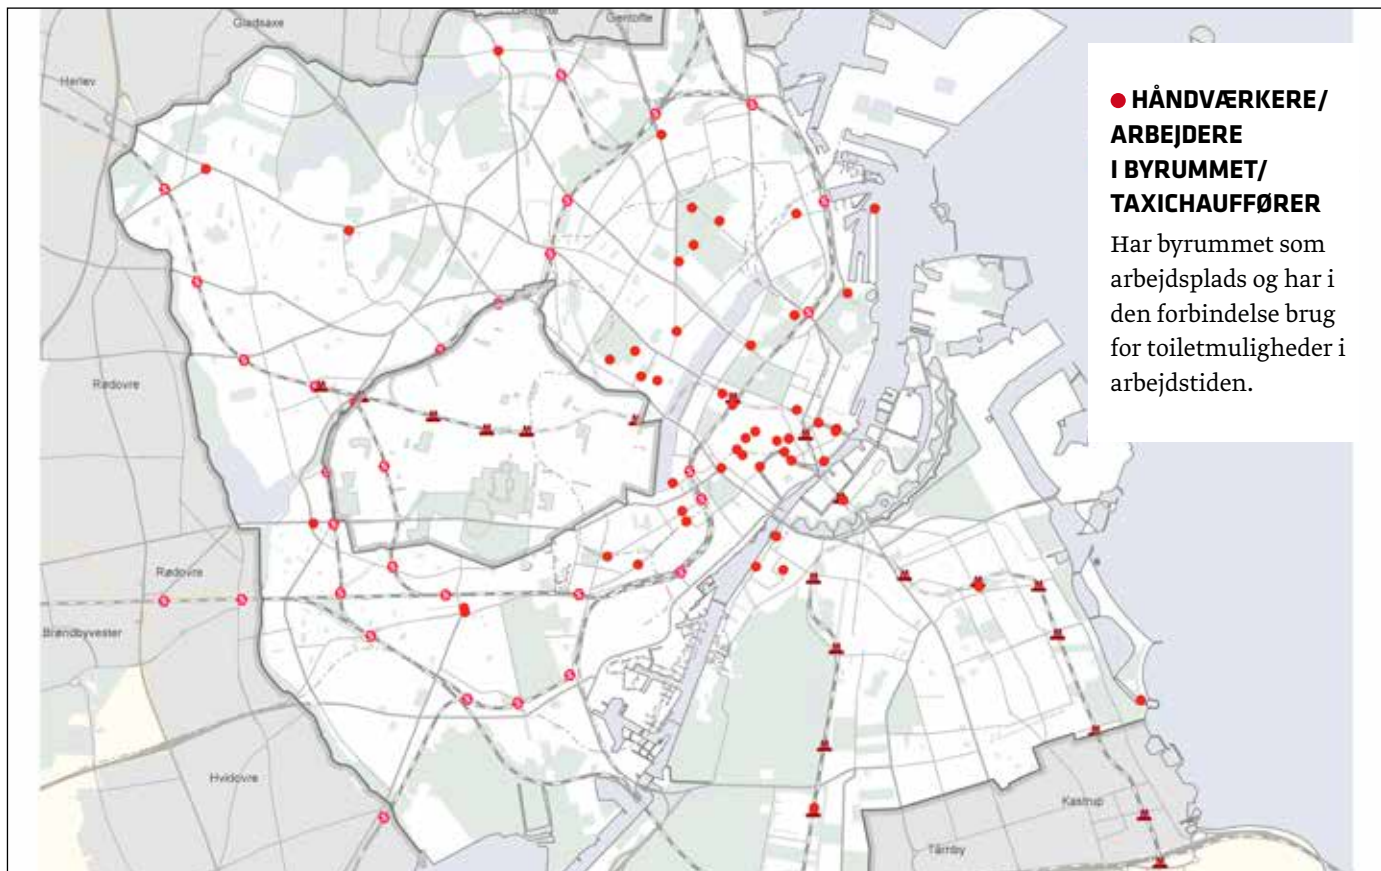 Gladsaxe
Gentofte
Herlev
● HÅNDVÆRKERE/
ARBEJDERE
I BYRUMMET/
TAXICHAUFFØRER
Har byrummet som
arbejdsplads og har i
den forbindelse brug
for toiletmuligheder i
arbejdstiden.
Rødovre
Rødovre
Brøndbyvester
Hvidovre
Kastrup
Tårnby